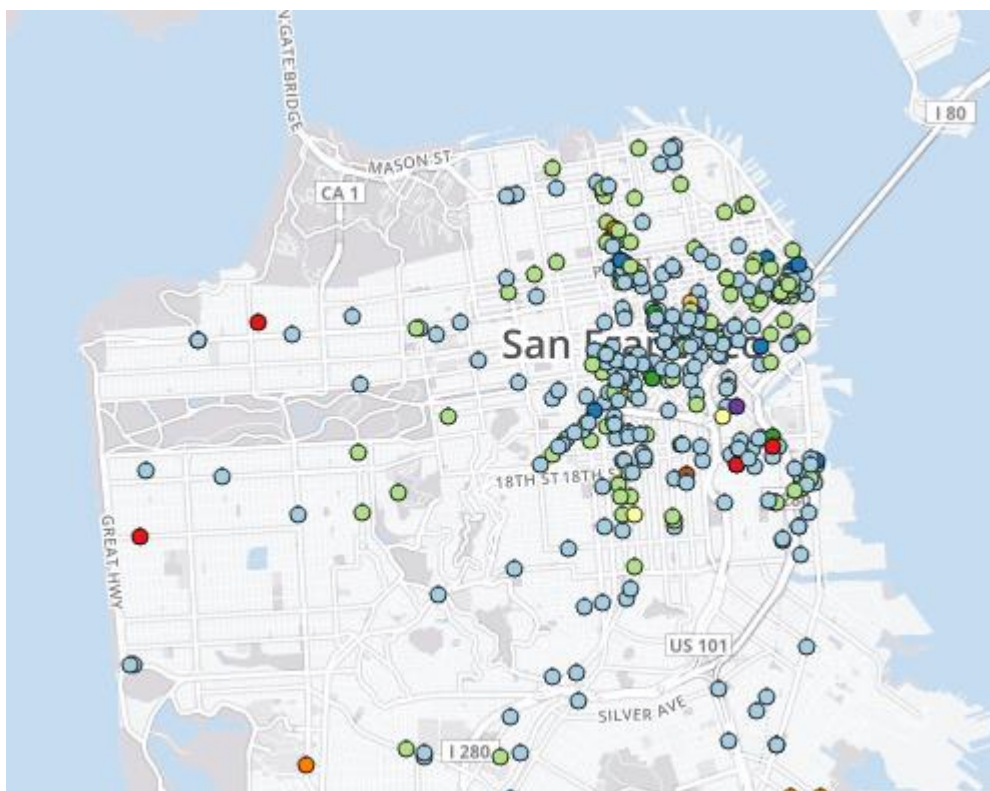 N GATE BRIDGE
I 80
MASON ST
CA 1
San Francisco
18TH ST 18TH S
GREAT HWY
US 101
SILVER AVE
I 280